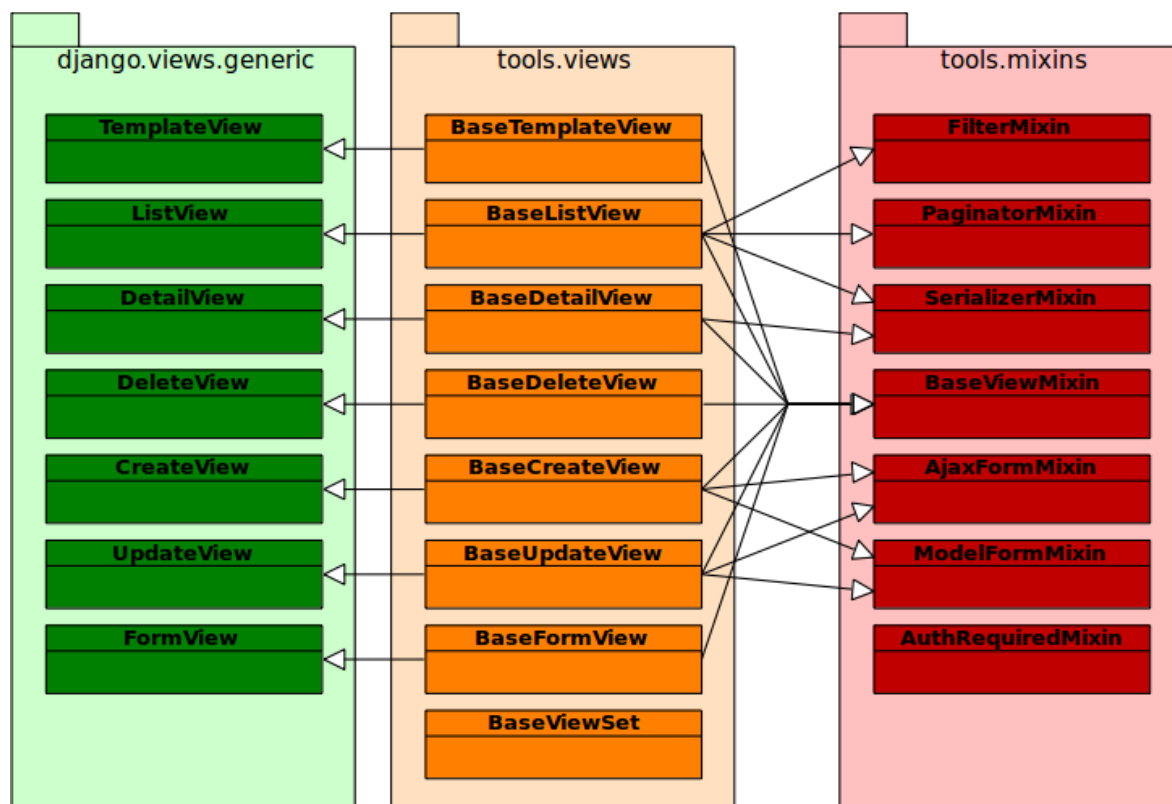 django.views.generic
TemplateView
ListView
DetailView
DeleteView
CreateView
UpdateView
FormView
tools.views
BaseTemplateView
BaseListView
BaseDetailView
BaseDeleteView
BaseCreateView
BaseUpdateView
BaseFormView
BaseViewSet
tools.mixins
FilterMixin
PaginatorMixin
SerializerMixin
BaseViewMixin
AjaxFormMixin
ModelFormMixin
AuthRequiredMixin